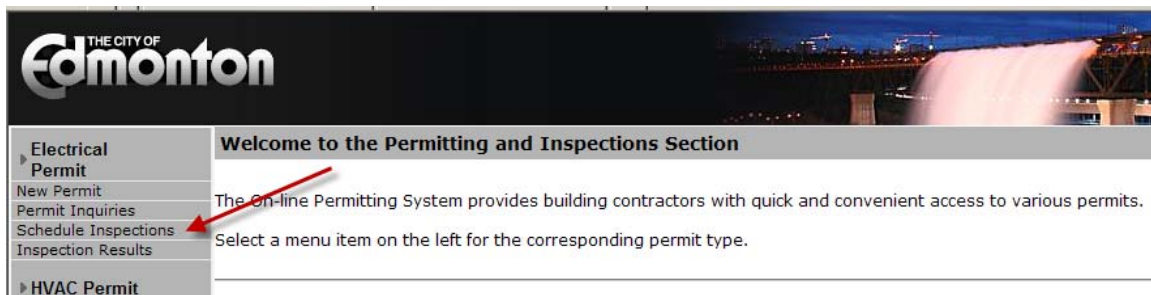 THE CITY OF
Edmonton
Electrical
Permit
New Permit
Permit Inquiries
Schedule Inspections
Inspection Results
HVAC Permit
Welcome to the Permitting and Inspections Section
The On-line Permitting System provides building contractors with quick and convenient access to various permits.
Select a menu item on the left for the corresponding permit type.